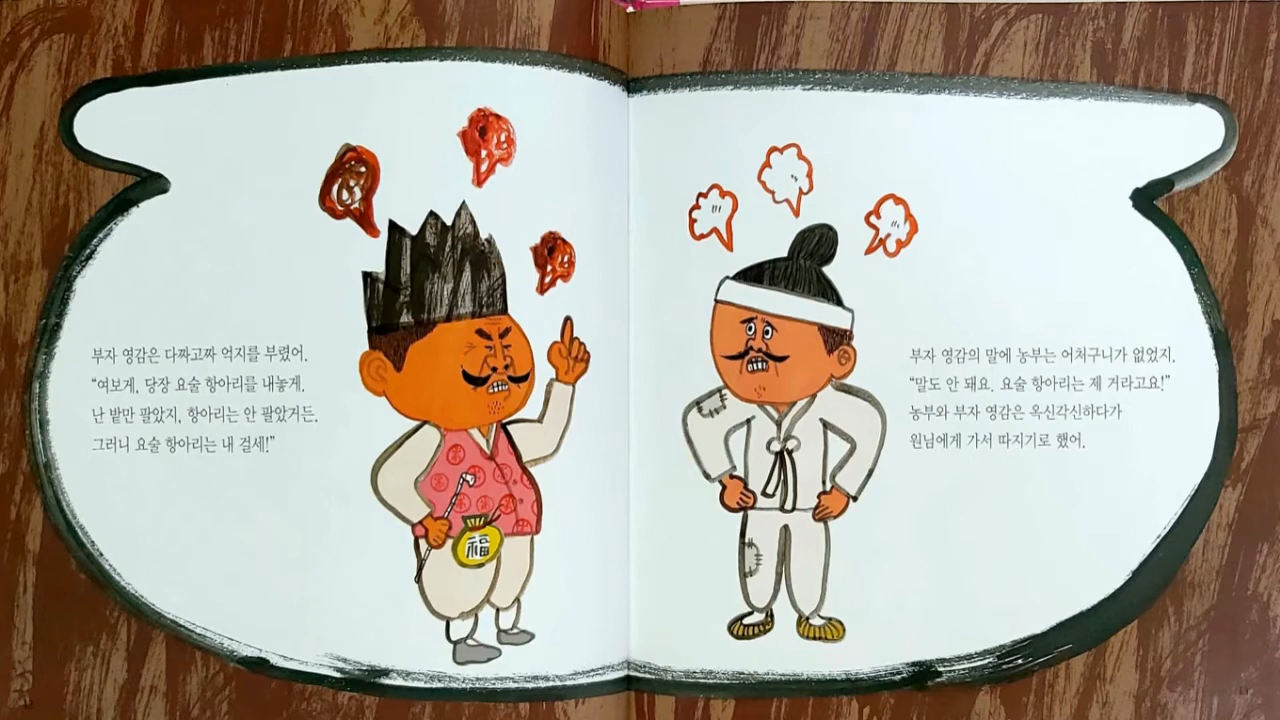 부자 영감은 다짜고짜 억지를 부렸어.
“여보게, 당장 요술 항아리를 내놓게.
난 밭만 팔았지, 항아리는 안 팔았거든.
그러니 요술 항아리는 내 걸세!”
福
부자 영감의 말에 농부는 어처구니가 없었지.
“말도 안 돼요. 요술 항아리는 제 거라고요!”
농부와 부자 영감은 옥신각신하다가
원님에게 가서 따지기로 했어.